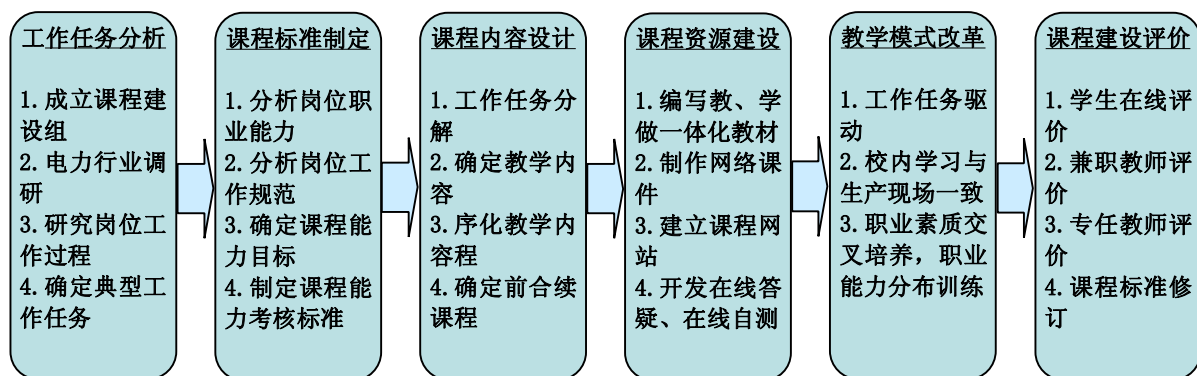 工作任务分析
1.成立课程建
设组
2.电力行业调
研
3.研究岗位工
作过程
4.确定典型工
作任务
课程标准制定
1.分析岗位职
业能力
2.分析岗位工
作规范
3.确定课程能
力目标
4.制定课程能
力考核标准
课程内容设计
1.工作任务分
解
2.确定教学内
容
3.序化教学内
容程
4.确定前合续
课程
课程资源建设
1.编写教、学
做一体化教材
2.制作网络课
件
3.建立课程网
站
4.开发在线答
疑、在线自测
教学模式改革
1.工作任务驱
动
2.校内学习与
生产现场一致
3.职业素质交
叉培养，职业
能力分布训练
课程建设评价
1.学生在线评
价
2.兼职教师评
价
3.专任教师评
价
4.课程标准修
订